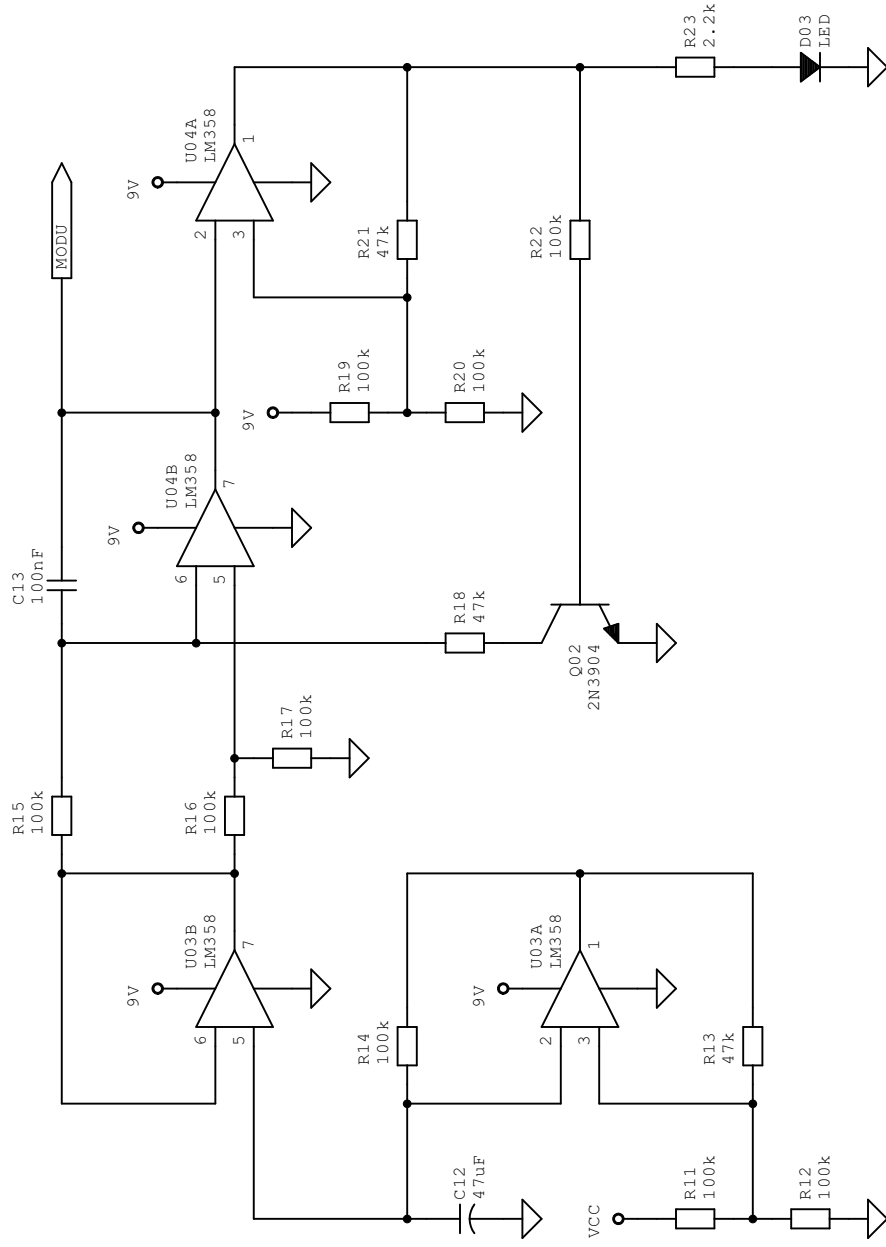 R15
100k
C13
100nF
MODU
9V
U03B
LM358
6
5
7
R16
100k
R17
100k
9V
U04B
LM358
6
5
7
9V
U04A
LM358
2
3
1
9V
R19
100k
R20
100k
R21
47k
C12
47uF
R14
100k
9V
U03A
LM358
2
3
1
R18
47k
Q02
2N3904
R22
100k
VCC
R11
100k
R12
100k
R13
47k
R23
2.2k
D03
LED